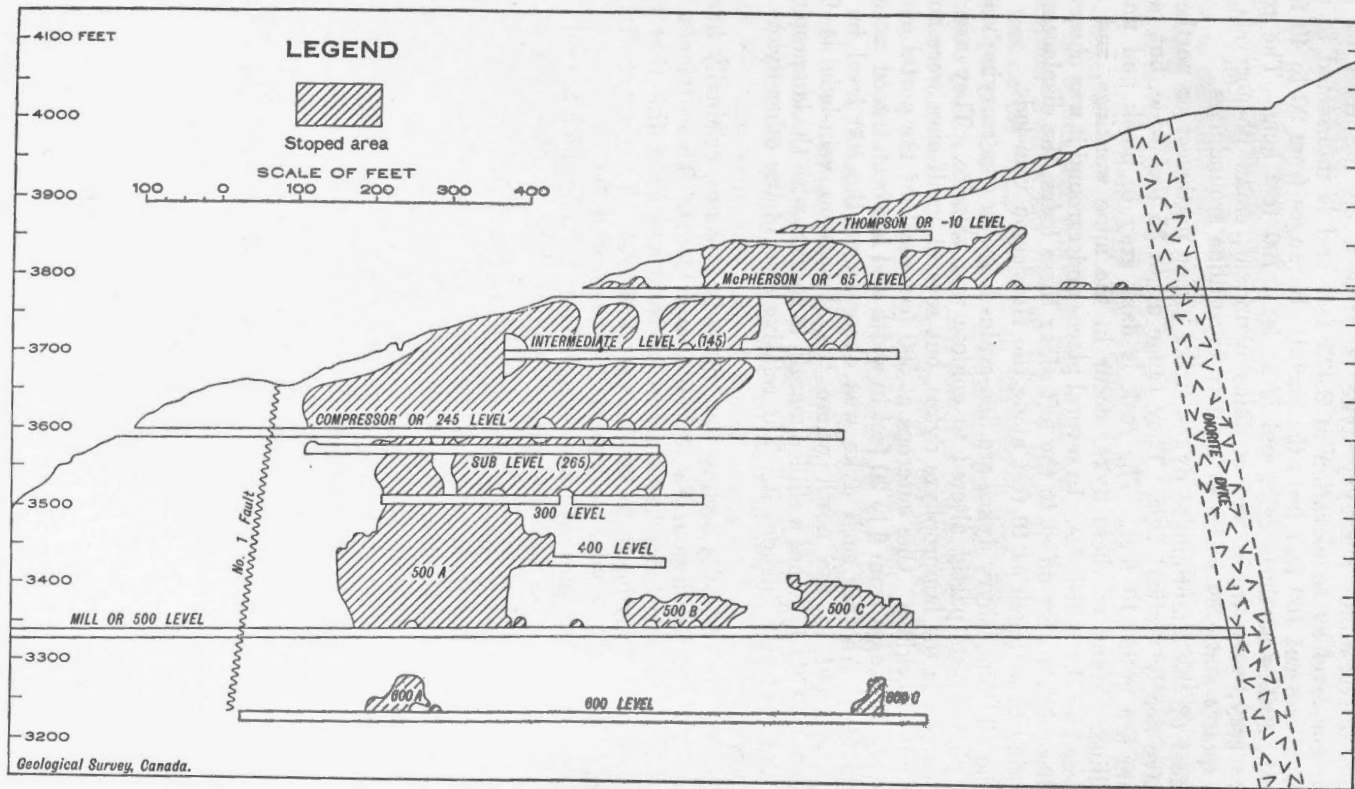 4100 FEET
4000
3900
3800
3700
3600
3500
3400
3300
3200
LEGEND
Stoped area
SCALE OF FEET
100 0 200 300 400
THOMPSON OR -10 LEVEL
McPHERSON OR 65 LEVEL
INTERMEDIATE LEVEL (145)
COMPRESSOR OR 245 LEVEL
SUB LEVEL (265)
300 LEVEL
400 LEVEL
500 A
500 B
500 C
MILL OR 500 LEVEL
600 A
600 LEVEL
600 C
No. 1 Fault
DIORITE DYKE
Geological Survey, Canada.